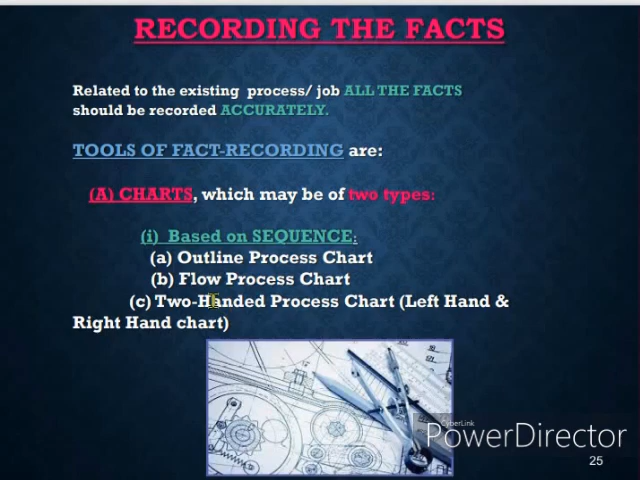 RECORDING THE FACTS
Related to the existing process/ job ALL THE FACTS
should be recorded ACCURATELY.
TOOLS OF FACT-RECORDING are:
(A) CHARTS, which may be of two types:
(i) Based on SEQUENCE:
(a) Outline Process Chart
(b) Flow Process Chart
(c) Two-Handed Process Chart (Left Hand &
Right Hand chart)
CyberLink
PowerDirector
25